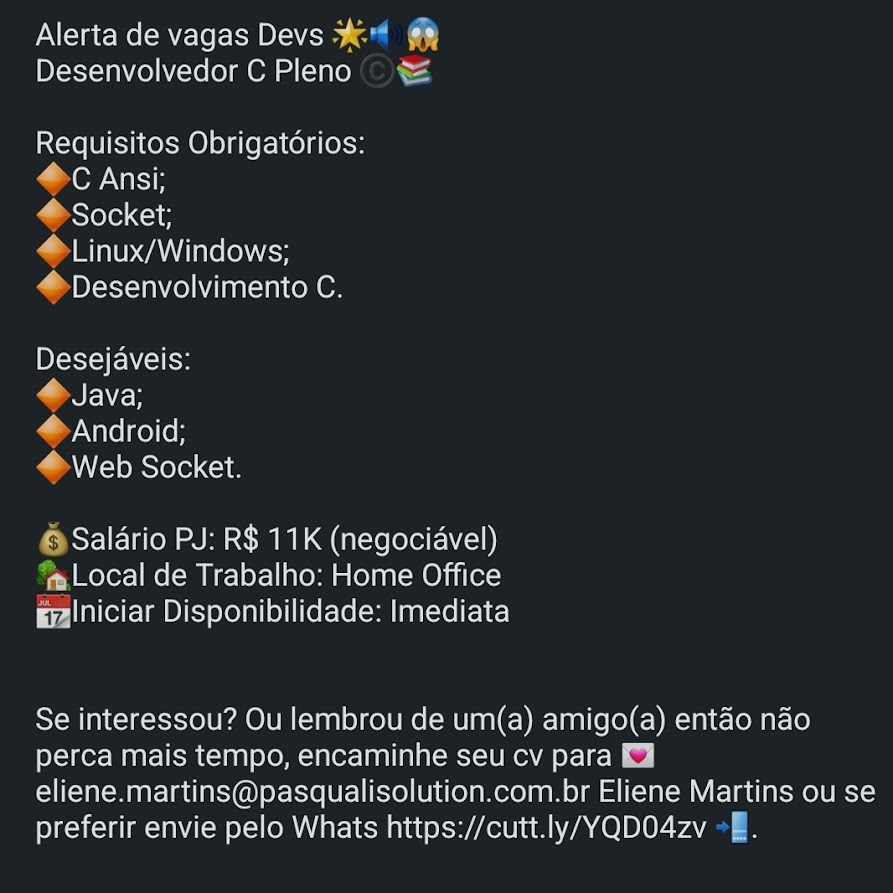 Alerta de vagas Devs 🌟🔊😱
Desenvolvedor C Pleno ©️📚
Requisitos Obrigatórios:
🔶C Ansi;
🔶Socket;
🔶Linux/Windows;
🔶Desenvolvimento C.
Desejáveis:
🔶Java;
🔶Android;
🔶Web Socket.
💰Salário PJ: R$ 11K (negociável)
🏡Local de Trabalho: Home Office
📅Iniciar Disponibilidade: Imediata
Se interessou? Ou lembrou de um(a) amigo(a) então não
perca mais tempo, encaminhe seu cv para 💌
eliene.martins@pasqualisolution.com.br Eliene Martins ou se
preferir envie pelo Whats https://cutt.ly/YQD04zv 📲.